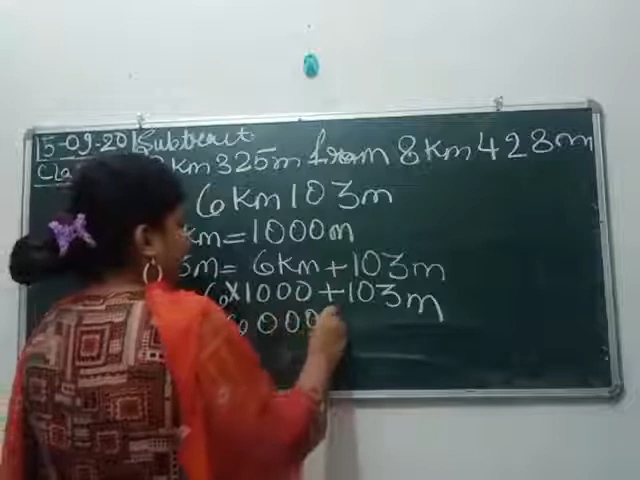 15-09-20 Subtract
Cla km 325m from 8km 428m
6km 103m
km = 1000m
m = 6km + 103m
6x1000 + 103m
6000